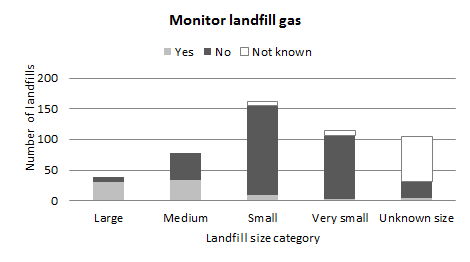 Monitor landfill gas
Yes No Not known
Number of landfills
200
150
100
50
0
Large Medium Small Very small Unknown size
Landfill size category